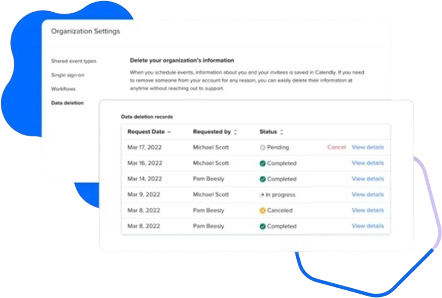 Organization Settings
Shared event types
Single sign-on
Workflows
Data deletion
Delete your organization's information
When you schedule events, information about you and your invitees is saved in Calendly. If you need
to remove someone from your account for any reason, you can easily delete their information at
anytime without reaching out to support.
Data deletion records
Request Date Requested by Status
Mar 17, 2022 Michael Scott Pending Cancel View details
Mar 16, 2022 Michael Scott Completed View details
Mar 14, 2022 Pam Beesly Completed View details
Mar 9, 2022 Michael Scott In progress View details
Mar 8, 2022 Pam Beesly Canceled View details
Mar 8, 2022 Pam Beesly Completed View details